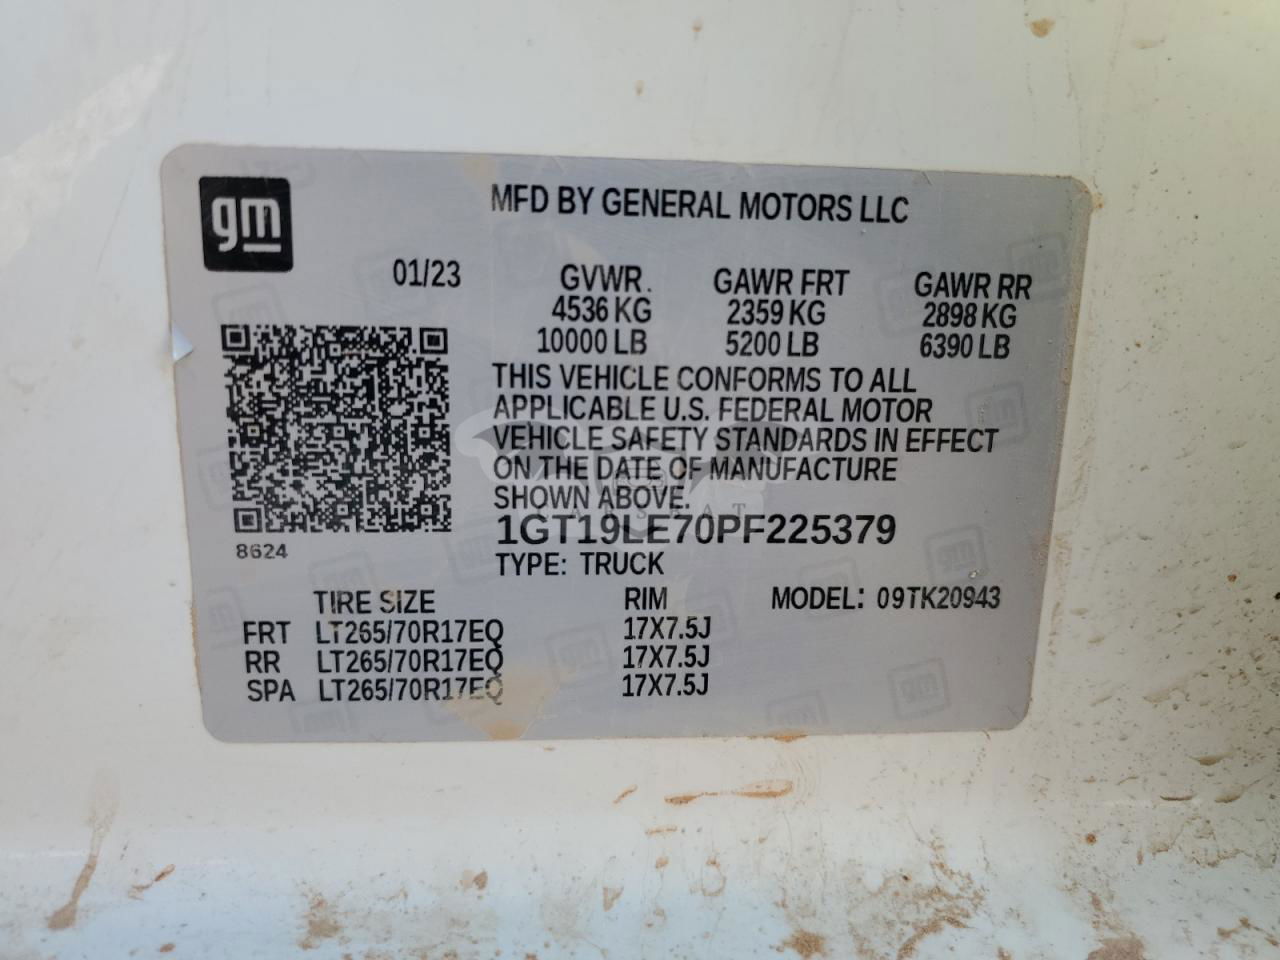 gm
MFD BY GENERAL MOTORS LLC
01/23 GVWR. GAWR FRT GAWR RR
4536 KG 2359 KG 2898 KG
10000 LB 5200 LB 6390 LB
THIS VEHICLE CONFORMS TO ALL
APPLICABLE U.S. FEDERAL MOTOR
VEHICLE SAFETY STANDARDS IN EFFECT
ON THE DATE OF MANUFACTURE
SHOWN ABOVE.
1GT19LE70PF225379
8624
TYPE: TRUCK
TIRE SIZE RIM MODEL: 09TK20943
FRT LT265/70R17EQ 17X7.5J
RR LT265/70R17EQ 17X7.5J
SPA LT265/70R17EQ 17X7.5J